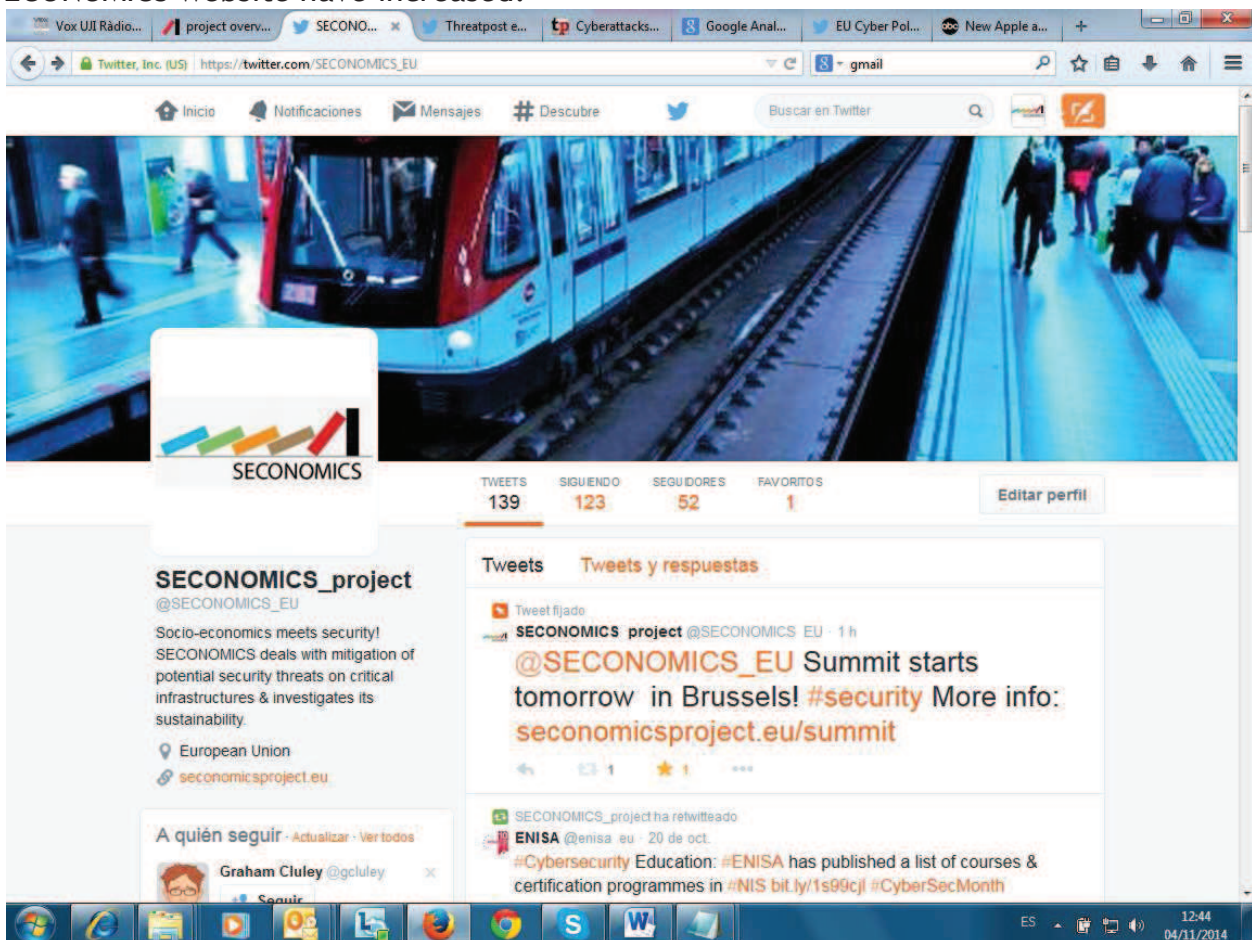 Vox UJI Ràdio... project overv... SECONO... Threatpost e... tp Cyberattacks... Google Anal... EU Cyber Pol... abc New Apple a...
Twitter, Inc. (US) https://twitter.com/SECONOMICS_EU gmail
Inicio Notificaciones Mensajes Descubre Buscar en Twitter
SECONOMICS
TWEETS SIGUIENDO SEGUIDORES FAVORITOS
139 123 52 1 Editar perfil
Tweets Tweets y respuestas
SECONOMICS_project
@SECONOMICS_EU
Socio-economics meets security!
SECONOMICS deals with mitigation of
potential security threats on critical
infrastructures & investigates its
sustainability.
European Union
seconomicsproject.eu
A quién seguir · Actualizar · Ver todos
Graham Cluley @gcluley
Seguir
Tweet fijado
SECONOMICS_project @SECONOMICS_EU · 1 h
@SECONOMICS_EU Summit starts
tomorrow in Brussels! #security More info:
seconomicsproject.eu/summit
1 1
SECONOMICS_project ha retwitteado
ENISA @enisa_eu · 20 de oct.
#Cybersecurity Education: #ENISA has published a list of courses &
certification programmes in #NIS bit.ly/1s99cjl #CyberSecMonth
ES 12:44
04/11/2014